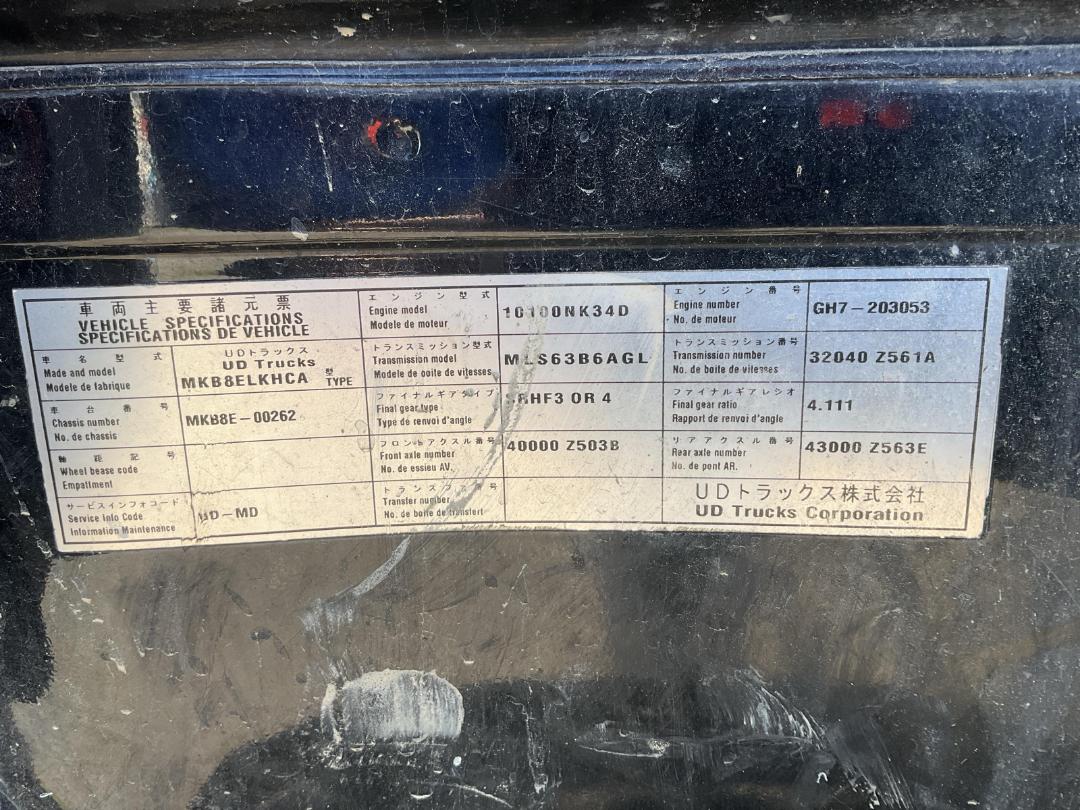 車両主要諸元票
VEHICLE SPECIFICATIONS
SPECIFICATIONS DE VEHICLE
車名型式
Made and model
Modele de fabrique
UDトラックス
UD Trucks
MKB8ELKHCA 型 TYPE
車台番号
Chassis number
No. de chassis
MKB8E-00262
軸距記号
Wheel bease code
Empattment
サービスインフォコード
Service Info Code
Information Maintenance
UD-MD
エンジン型式
Engine model
Modele de moteur
10100NK34D
トランスミッション型式
Transmission model
Modele de boite de vitesses
MLS63B6AGL
ファイナルギアタイプ
Final gear type
Type de renvoi d'angle
SRHF3 OR 4
フロントアクスル番号
Front axle number
No. de essieu AV.
40000 Z503B
トランスファ番号
Transfer number
No. de boite de transfert
エンジン番号
Engine number
No. de moteur
GH7-203053
トランスミッション番号
Transmission number
No. de boite de vitesses
32040 Z561A
ファイナルギアレシオ
Final gear ratio
Rapport de renvoi d'angle
4.111
リアアクスル番号
Rear axle number
No. de pont AR.
43000 Z563E
UDトラックス株式会社
UD Trucks Corporation